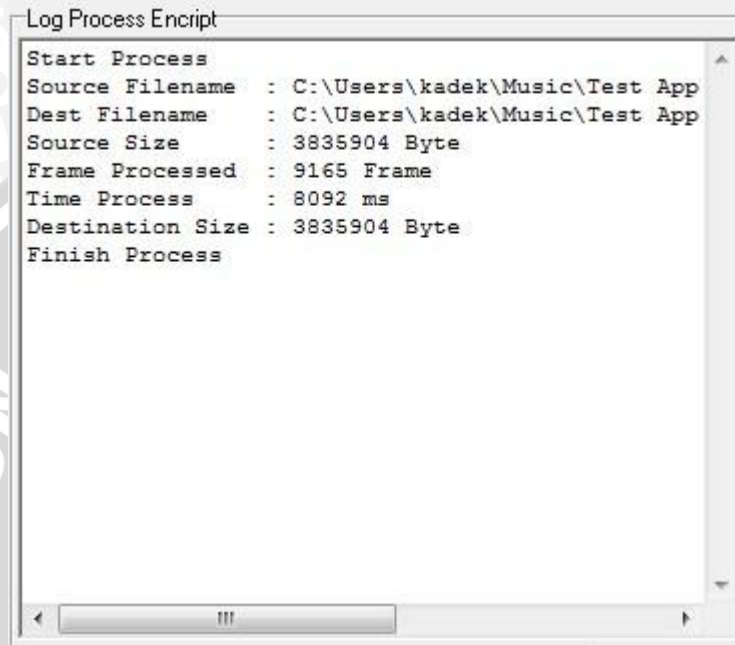 Log Process Encript
Start Process
Source Filename : C:\Users\kadek\Music\Test App
Dest Filename : C:\Users\kadek\Music\Test App
Source Size : 3835904 Byte
Frame Processed : 9165 Frame
Time Process : 8092 ms
Destination Size : 3835904 Byte
Finish Process